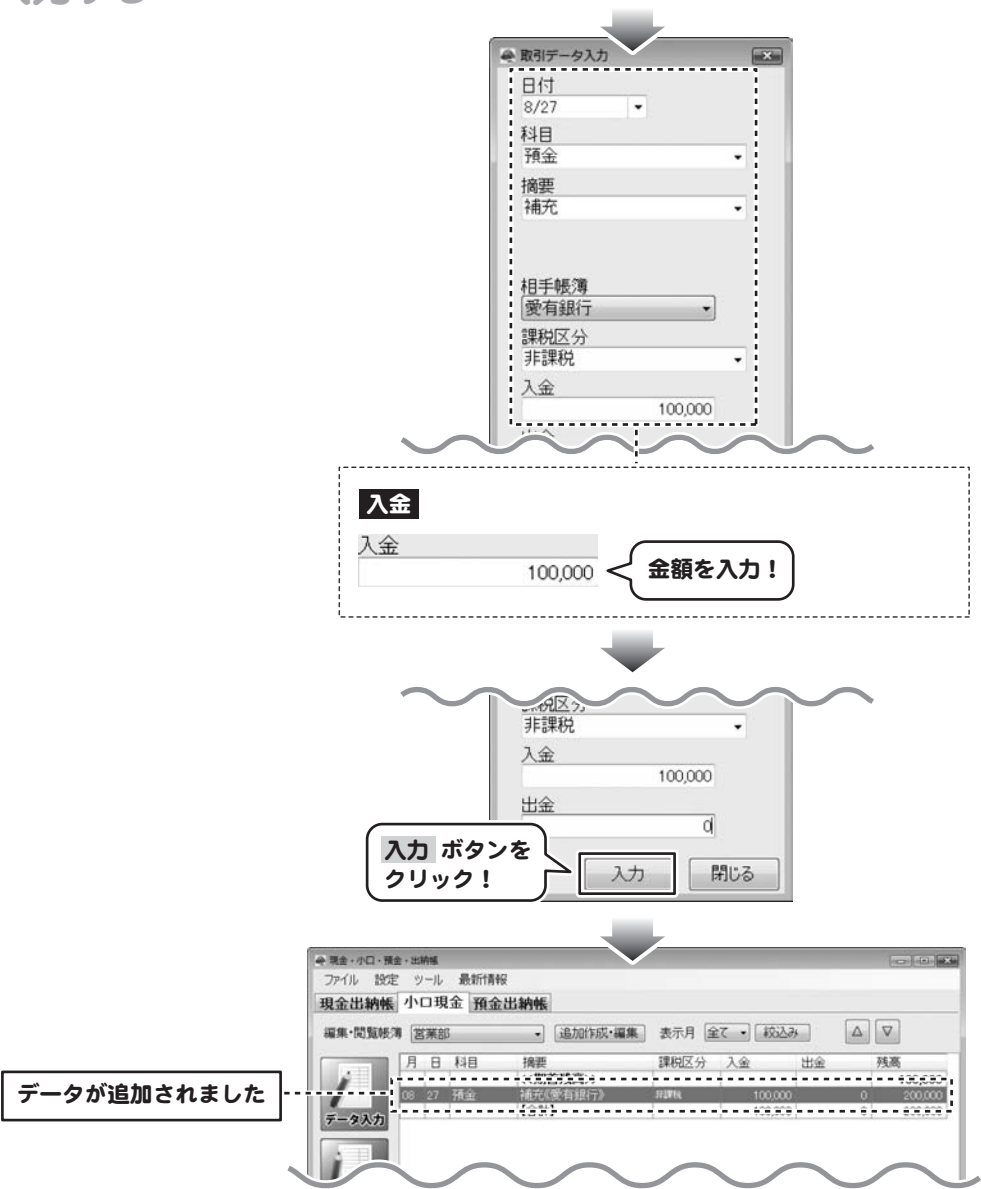 取引データ入力
日付
8/27
科目
預金
摘要
補充
相手帳簿
愛有銀行
課税区分
非課税
入金
100,000
入金
入金
100,000
金額を入力！
非課税
入金
100,000
出金
0
入力 ボタンを
クリック！
入力
閉じる
現金・小口・預金・出納帳
ファイル 設定 ツール 最新情報
現金出納帳 小口現金 預金出納帳
編集・閲覧帳簿 営業部 追加作成・編集 表示月 全て 絞込み △ ▽
月 日 科目 摘要 課税区分 入金 出金 残高
08 27 預金 補充《愛有銀行》 非課税 100,000 0 200,000
データ入力
データが追加されました